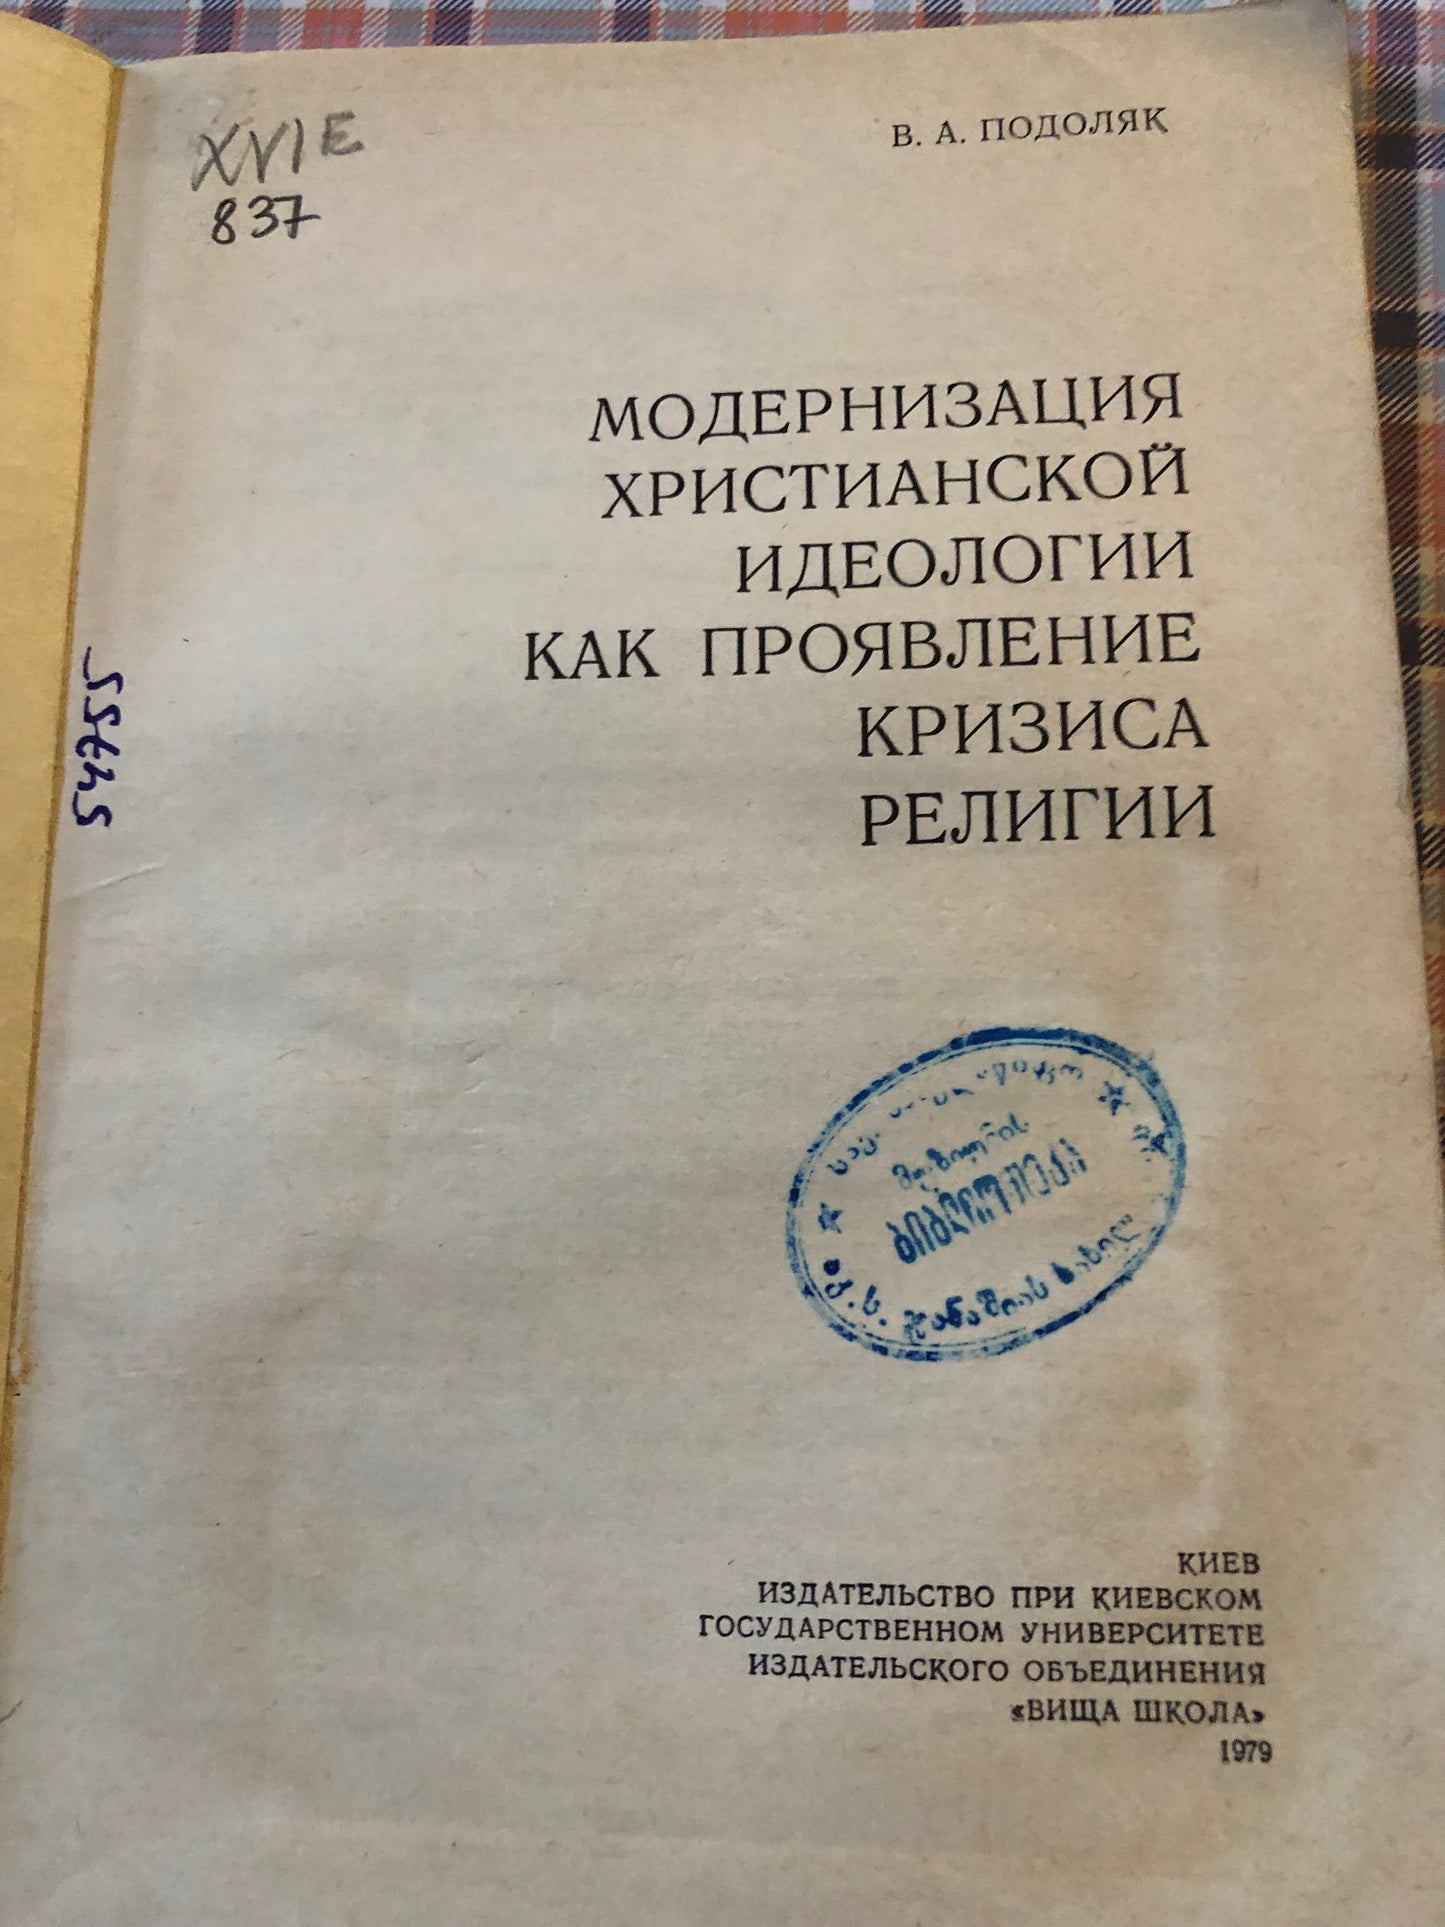 XVIE
837
В. А. ПОДОЛЯК
МОДЕРНИЗАЦИЯ
ХРИСТИАНСКОЙ
ИДЕОЛОГИИ
КАК ПРОЯВЛЕНИЕ
КРИЗИСА
РЕЛИГИИ
ბიბლიოთეკა
КИЕВ
ИЗДАТЕЛЬСТВО ПРИ КИЕВСКОМ
ГОСУДАРСТВЕННОМ УНИВЕРСИТЕТЕ
ИЗДАТЕЛЬСКОГО ОБЪЕДИНЕНИЯ
«ВИЩА ШКОЛА»
1979